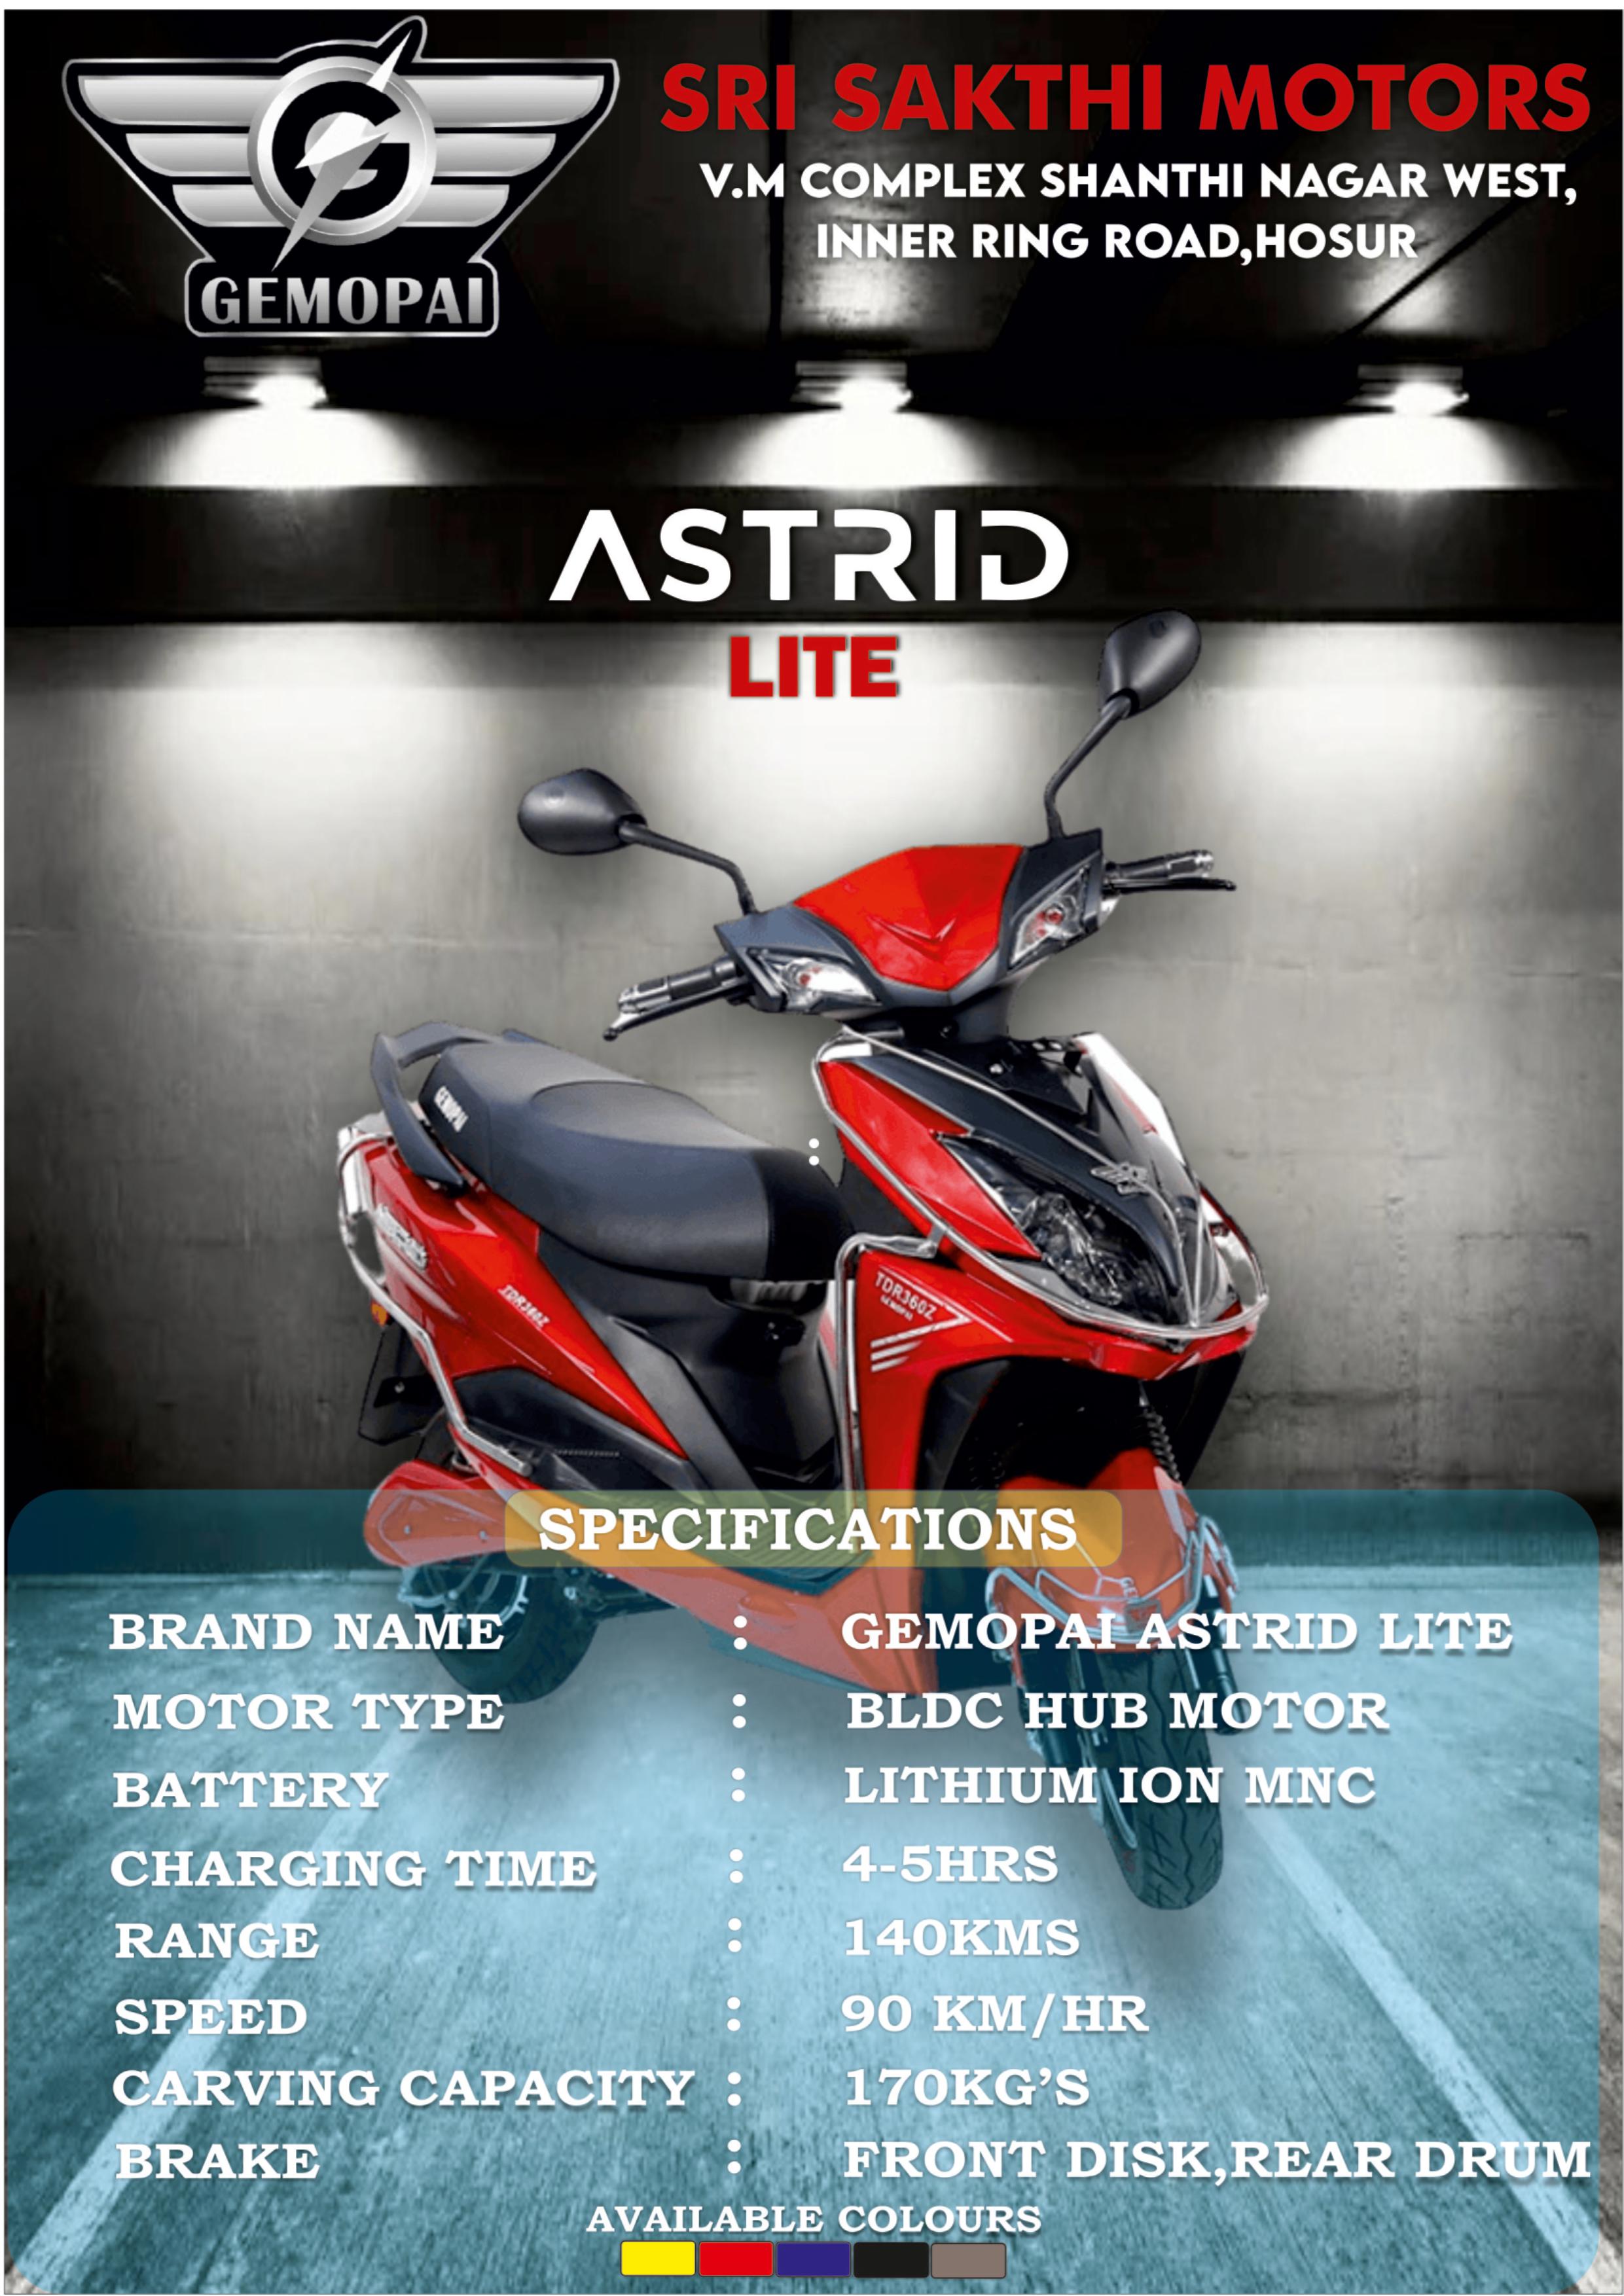 GEMOPAI
SRI SAKTHI MOTORS
V.M COMPLEX SHANTHI NAGAR WEST,
INNER RING ROAD,HOSUR
ASTRID
LITE
GEMOPAI
:
TDR360Z
TDR360Z
GEMOPAI
SPECIFICATIONS
BRAND NAME : GEMOPAI ASTRID LITE
MOTOR TYPE : BLDC HUB MOTOR
BATTERY : LITHIUM ION MNC
CHARGING TIME : 4-5HRS
RANGE : 140KMS
SPEED : 90 KM/HR
CARVING CAPACITY : 170KG'S
BRAKE : FRONT DISK,REAR DRUM
AVAILABLE COLOURS